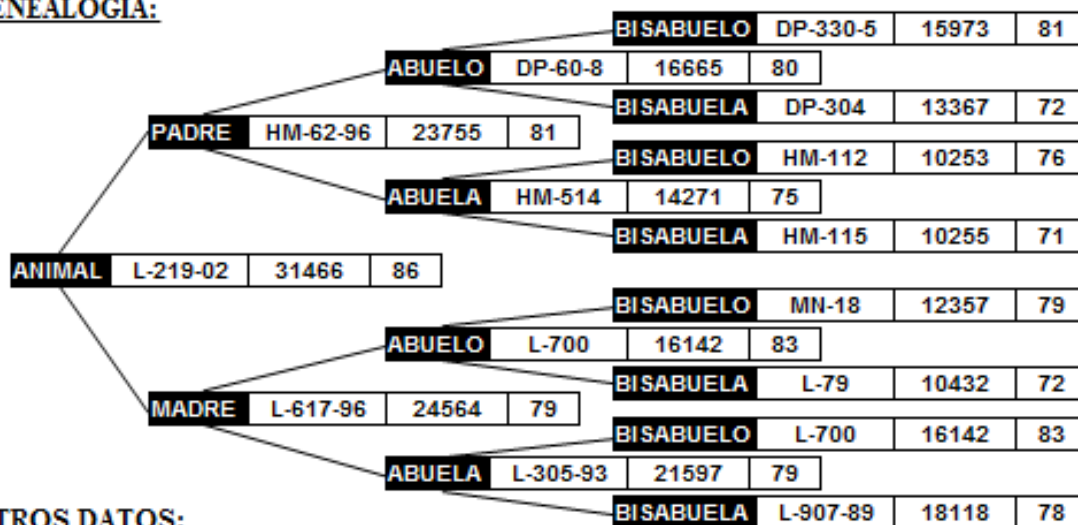 ENEALOGÍA:
BISABUELO DP-330-5 15973 81
ABUELO DP-60-8 16665 80
BISABUELA DP-304 13367 72
PADRE HM-62-96 23755 81
BISABUELO HM-112 10253 76
ABUELA HM-514 14271 75
BISABUELA HM-115 10255 71
ANIMAL L-219-02 31466 86
BISABUELO MN-18 12357 79
ABUELO L-700 16142 83
BISABUELA L-79 10432 72
MADRE L-617-96 24564 79
BISABUELO L-700 16142 83
ABUELA L-305-93 21597 79
BISABUELA L-907-89 18118 78
TROS DATOS: